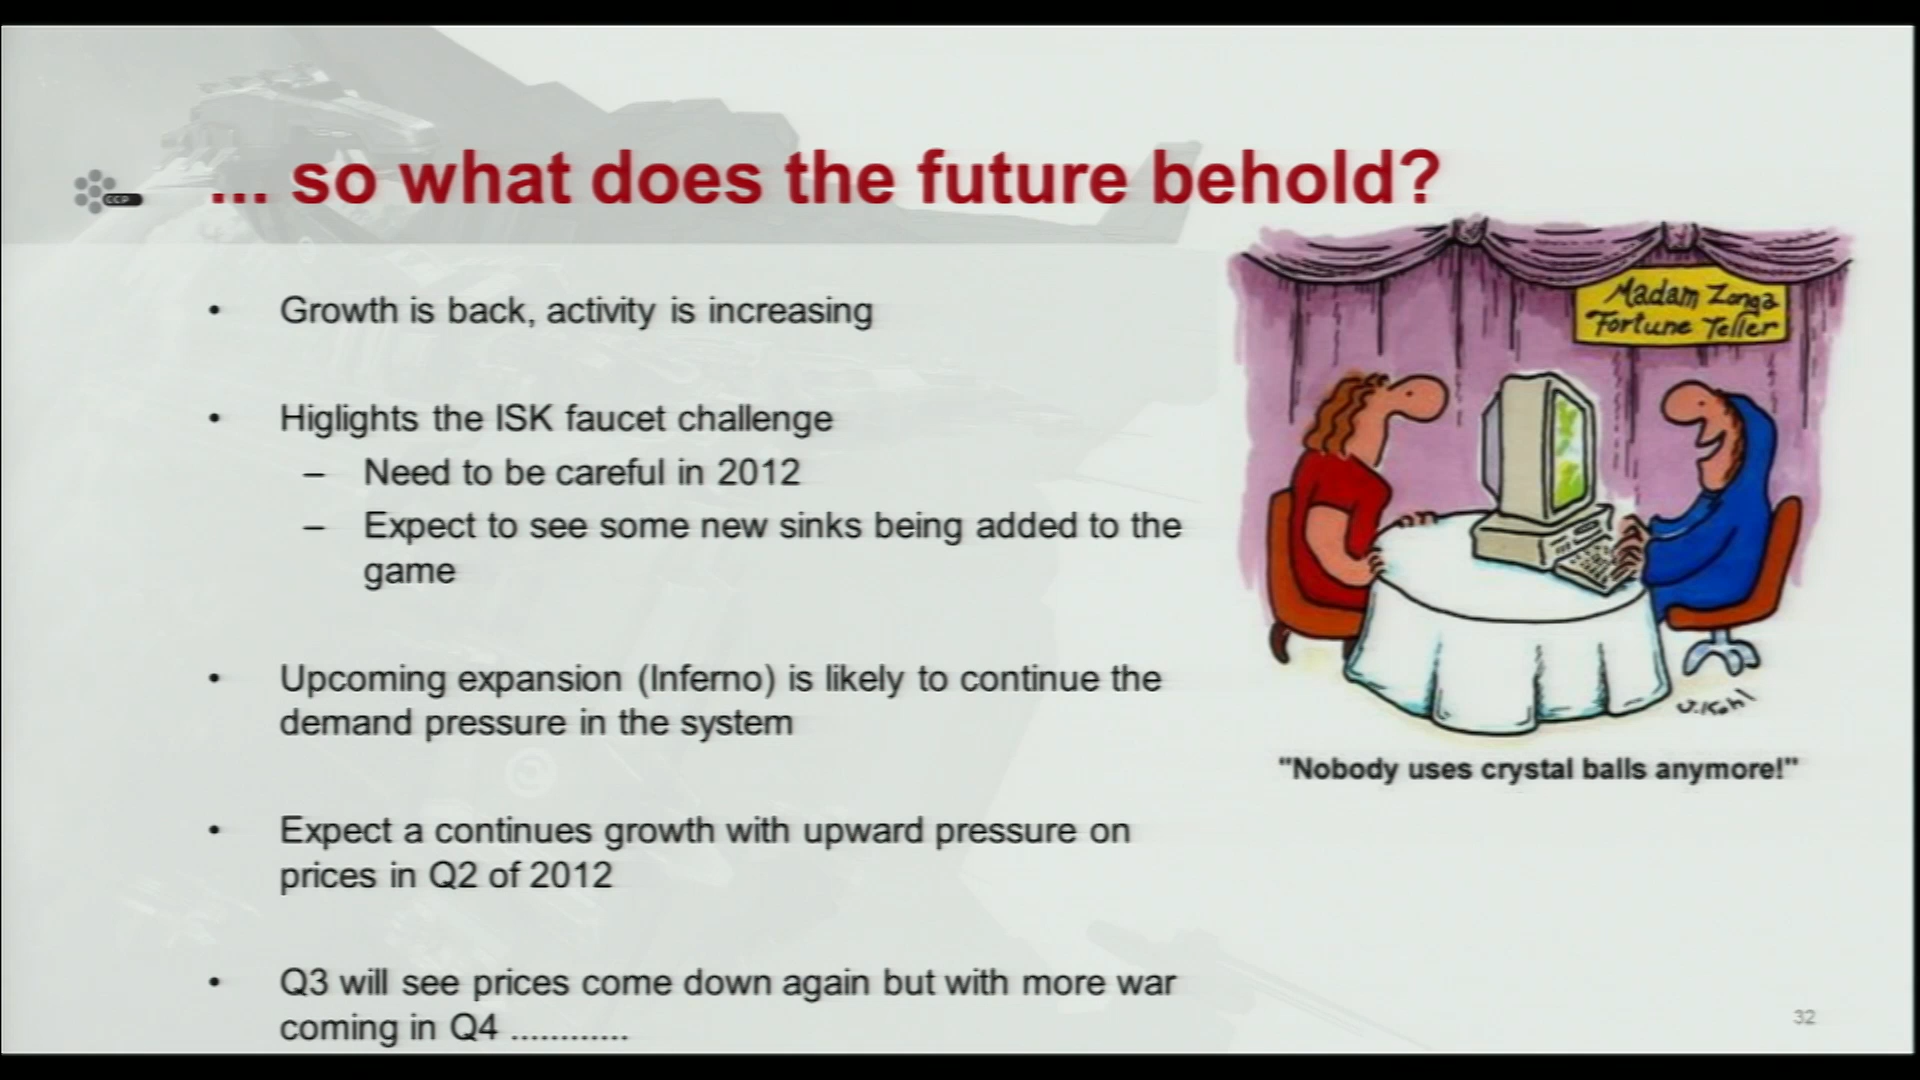 CCP
... so what does the future behold?
• Growth is back, activity is increasing
• Higlights the ISK faucet challenge
– Need to be careful in 2012
– Expect to see some new sinks being added to the
game
• Upcoming expansion (Inferno) is likely to continue the
demand pressure in the system
• Expect a continues growth with upward pressure on
prices in Q2 of 2012
• Q3 will see prices come down again but with more war
coming in Q4 ............
Madam Zonga
Fortune Teller
J.Kohl
"Nobody uses crystal balls anymore!"
32